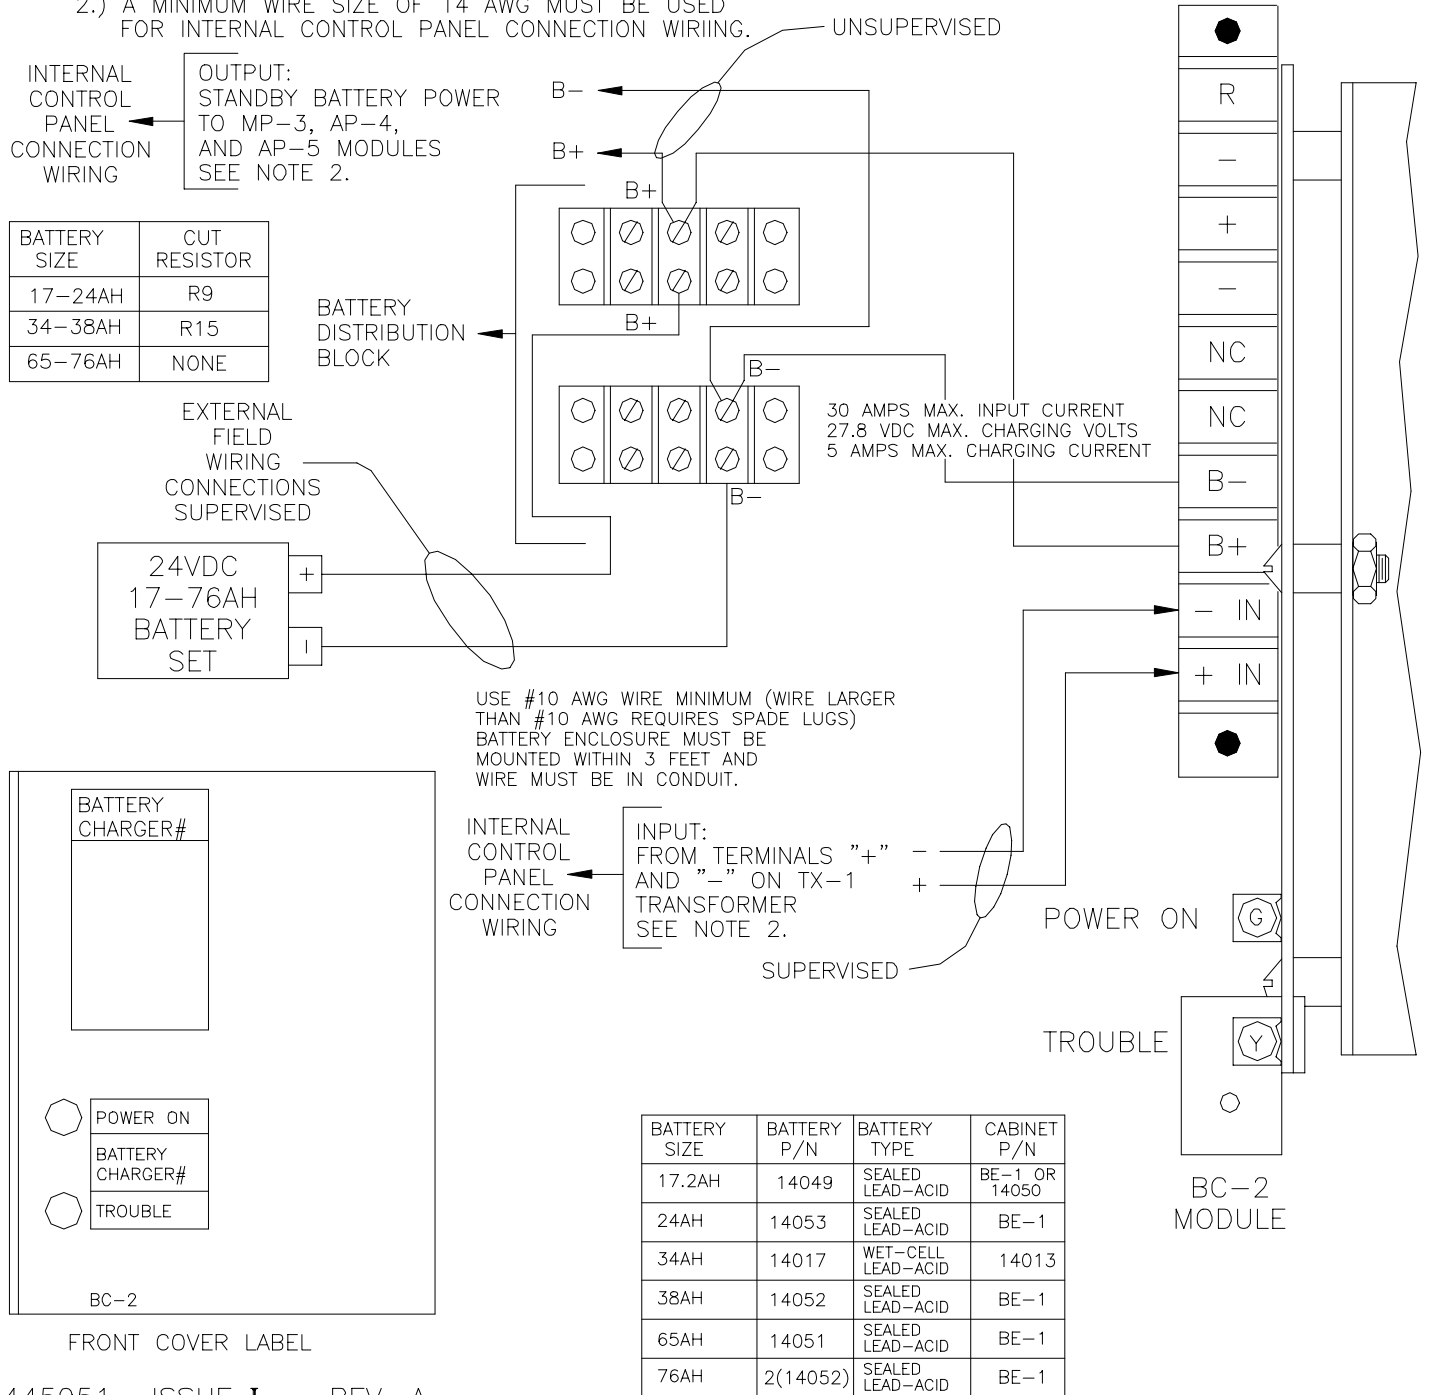 2.) A MINIMUM WIRE SIZE OF 14 AWG MUST BE USED
FOR INTERNAL CONTROL PANEL CONNECTION WIRIING.
UNSUPERVISED
INTERNAL
CONTROL
PANEL
CONNECTION
WIRING
OUTPUT:
STANDBY BATTERY POWER
TO MP-3, AP-4,
AND AP-5 MODULES
SEE NOTE 2.
B-
B+
B+
BATTERY SIZE CUT RESISTOR
17-24AH R9
34-38AH R15
65-76AH NONE
BATTERY
DISTRIBUTION
BLOCK
B+
B-
B-
30 AMPS MAX. INPUT CURRENT
27.8 VDC MAX. CHARGING VOLTS
5 AMPS MAX. CHARGING CURRENT
EXTERNAL
FIELD
WIRING
CONNECTIONS
SUPERVISED
24VDC
17-76AH
BATTERY
SET
+
-
R
-
+
-
NC
NC
B-
B+
- IN
+ IN
USE #10 AWG WIRE MINIMUM (WIRE LARGER
THAN #10 AWG REQUIRES SPADE LUGS)
BATTERY ENCLOSURE MUST BE
MOUNTED WITHIN 3 FEET AND
WIRE MUST BE IN CONDUIT.
INTERNAL
CONTROL
PANEL
CONNECTION
WIRING
INPUT:
FROM TERMINALS "+"
AND "-" ON TX-1
TRANSFORMER
SEE NOTE 2.
-
+
SUPERVISED
POWER ON
G
TROUBLE
Y
BC-2
MODULE
BATTERY
CHARGER#
POWER ON
BATTERY
CHARGER#
TROUBLE
BC-2
FRONT COVER LABEL
BATTERY SIZE BATTERY P/N BATTERY TYPE CABINET P/N
17.2AH 14049 SEALED LEAD-ACID BE-1 OR 14050
24AH 14053 SEALED LEAD-ACID BE-1
34AH 14017 WET-CELL LEAD-ACID 14013
38AH 14052 SEALED LEAD-ACID BE-1
65AH 14051 SEALED LEAD-ACID BE-1
76AH 2(14052) SEALED LEAD-ACID BE-1
445051 ISSUE I REV. A